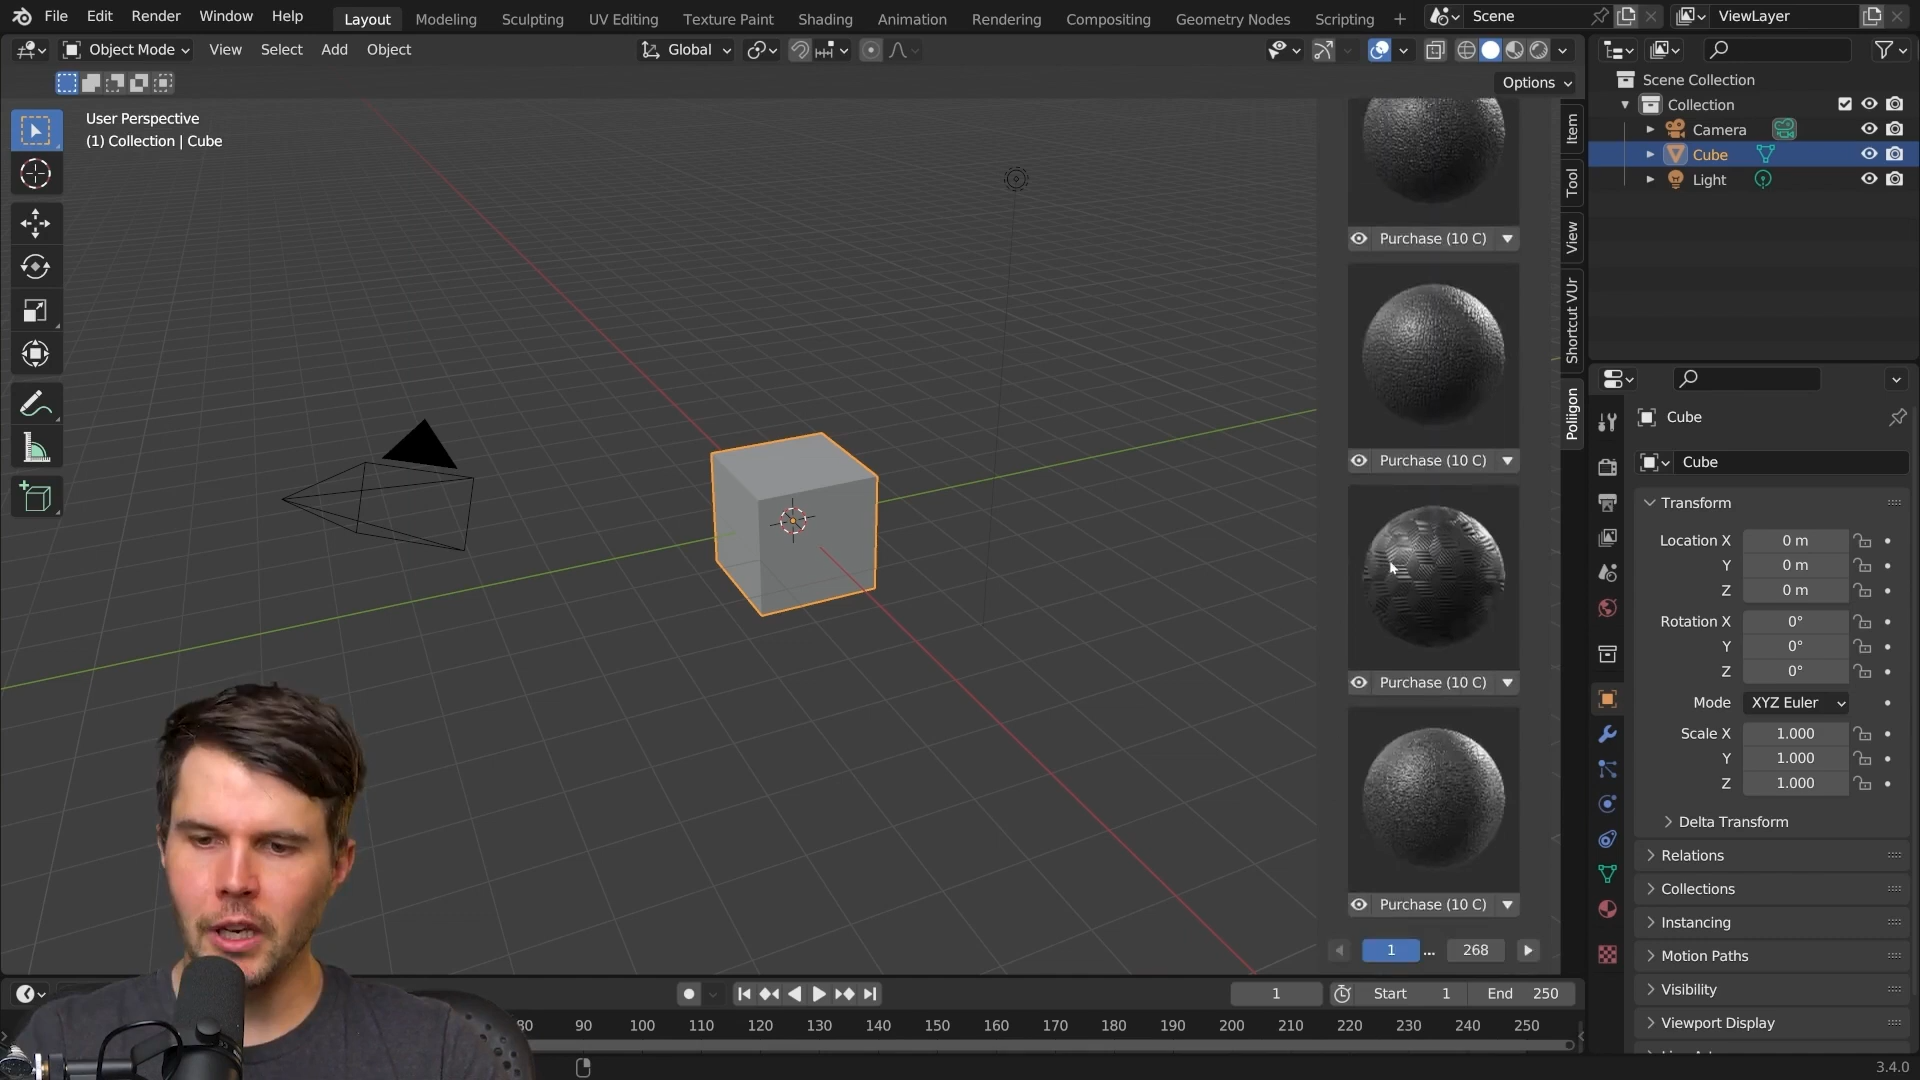 File Edit Render Window Help Layout Modeling Sculpting UV Editing Texture Paint Shading Animation Rendering Compositing Geometry Nodes Scripting + Scene ViewLayer
Object Mode View Select Add Object Global
Options
User Perspective
(1) Collection | Cube
Item
Tool
View
Shortcut VUr
Poliigon
Purchase (10 C)
Purchase (10 C)
Purchase (10 C)
Purchase (10 C)
1 ... 268
Scene Collection
Collection
Camera
Cube
Light
Cube
Cube
Transform
Location X 0 m
Y 0 m
Z 0 m
Rotation X 0°
Y 0°
Z 0°
Mode XYZ Euler
Scale X 1.000
Y 1.000
Z 1.000
Delta Transform
Relations
Collections
Instancing
Motion Paths
Visibility
Viewport Display
1 Start 1 End 250
80 90 100 110 120 130 140 150 160 170 180 190 200 210 220 230 240 250
3.4.0